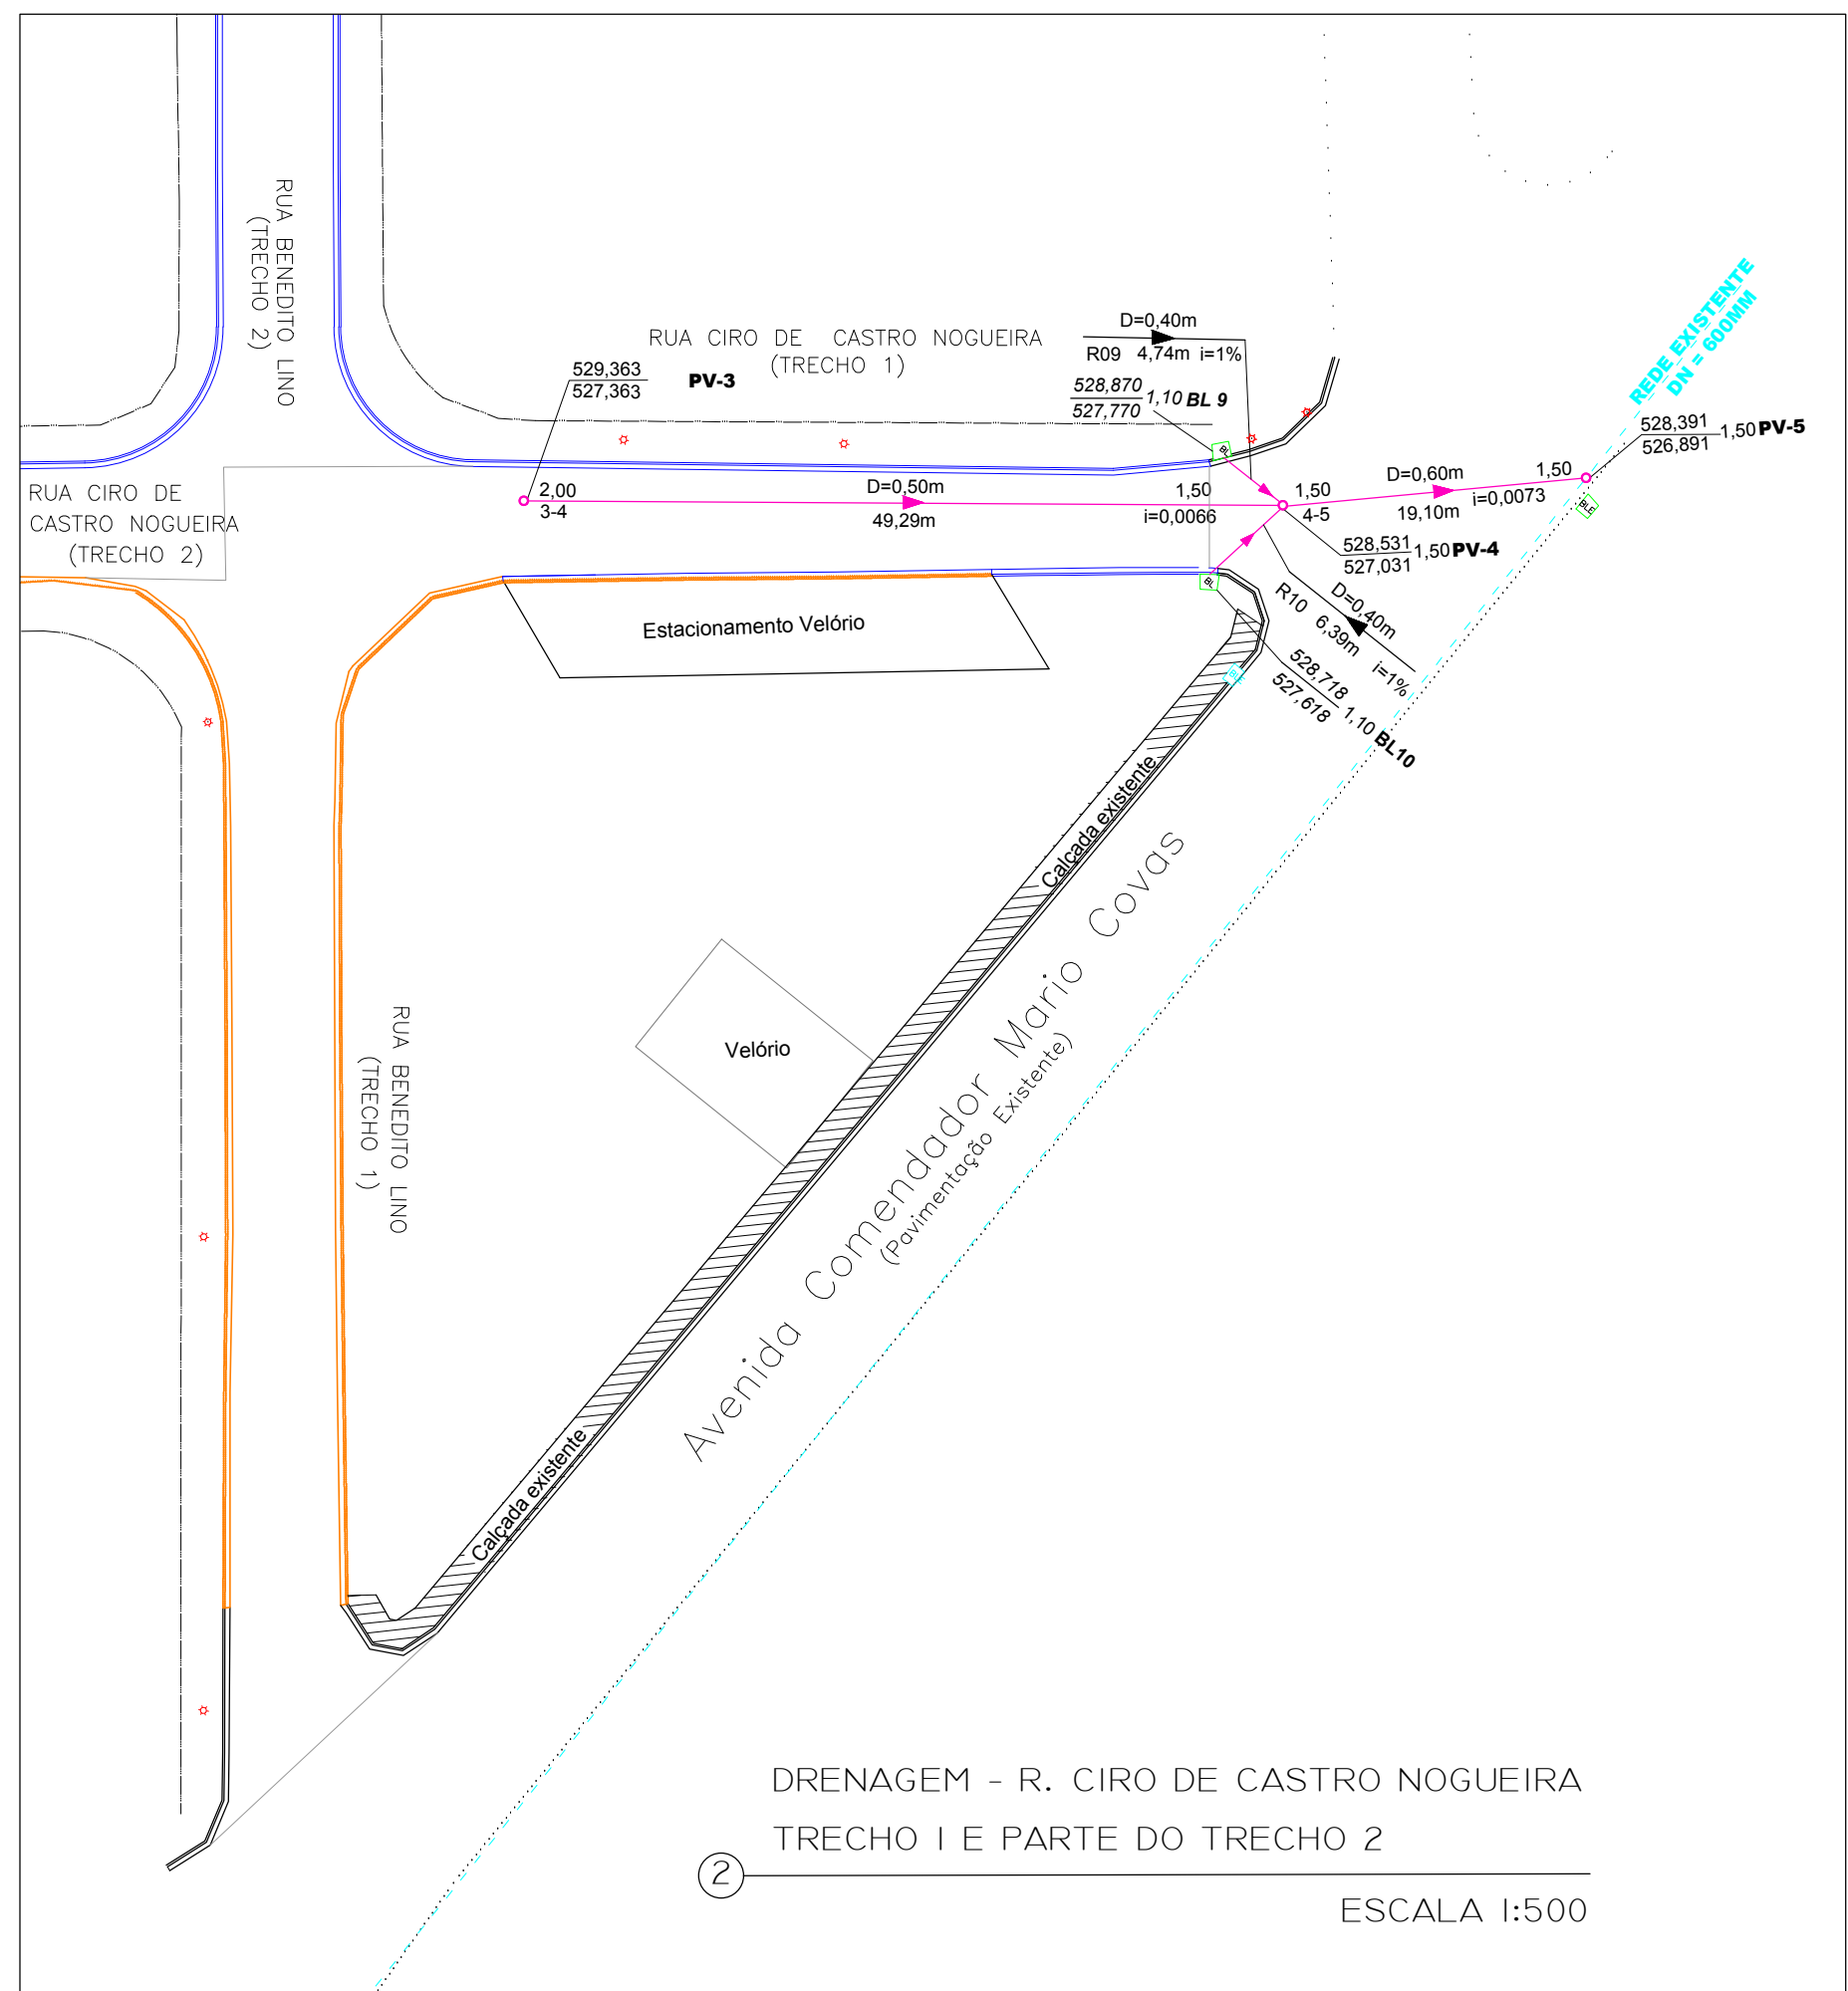 RUA BENEDITO LINO
(TRECHO 2)
RUA CIRO DE CASTRO NOGUEIRA
(TRECHO 1)
529,363
527,363
PV-3
D=0,40m
R09 4,74m i=1%
528,870
527,770
1,10 BL 9
BL
REDE EXISTENTE
DN = 600MM
528,391
526,891
1,50 PV-5
RUA CIRO DE
CASTRO NOGUEIRA
(TRECHO 2)
2,00
3-4
D=0,50m
49,29m
1,50
i=0,0066
1,50
4-5
D=0,60m
19,10m
1,50
i=0,0073
BLE
528,531
527,031
1,50 PV-4
BL
D=0,40m
R10 6,39m i=1%
Estacionamento Velório
528,718
527,618
1,10 BL10
BLE
Calçada existente
Avenida Comendador Mario Covas
(Pavimentação Existente)
Velório
RUA BENEDITO LINO
(TRECHO 1)
Calçada existente
DRENAGEM - R. CIRO DE CASTRO NOGUEIRA
TRECHO 1 E PARTE DO TRECHO 2
2
ESCALA 1:500